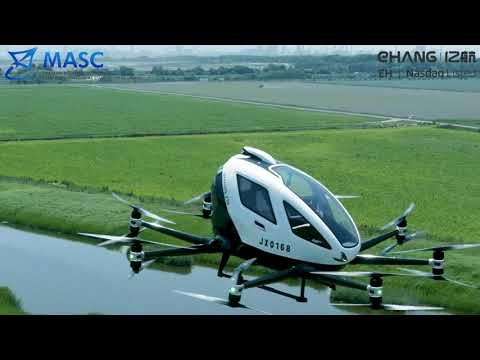 MASC
EHANG 亿航
EH | Nasdaq Listed
JX0168